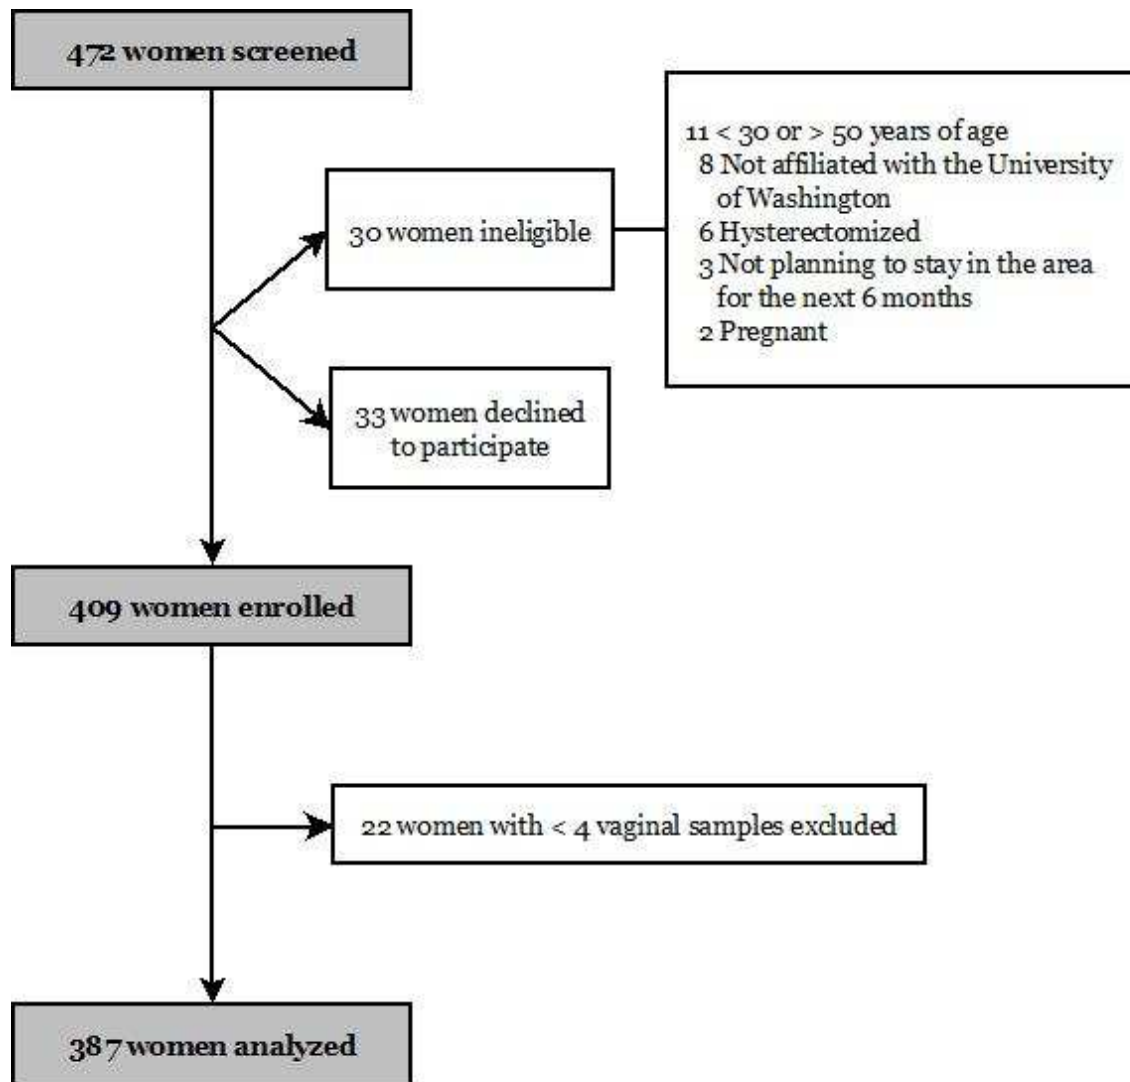 472 women screened
11 < 30 or > 50 years of age
8 Not affiliated with the University
of Washington
6 Hysterectomized
3 Not planning to stay in the area
for the next 6 months
2 Pregnant
30 women ineligible
33 women declined
to participate
409 women enrolled
22 women with < 4 vaginal samples excluded
387 women analyzed